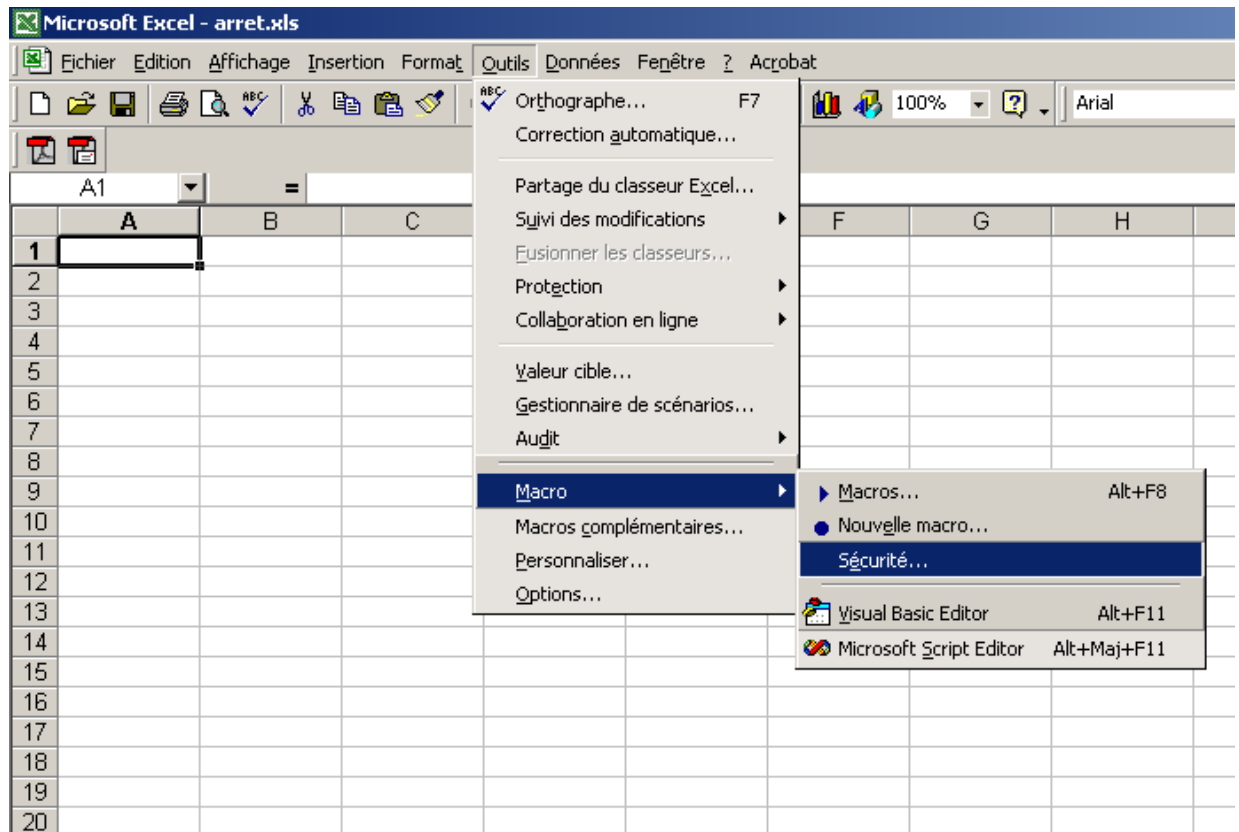 Microsoft Excel - arret.xls
Fichier Edition Affichage Insertion Format Outils Données Fenêtre ? Acrobat
ABC Orthographe... F7 100% Arial
Correction automatique...
A1 = Partage du classeur Excel...
A B C Suivi des modifications F G H
1 Fusionner les classeurs...
2 Protection
3 Collaboration en ligne
4
5 Valeur cible...
6 Gestionnaire de scénarios...
7 Audit
8
9 Macro Macros... Alt+F8
10 Macros complémentaires... Nouvelle macro...
11 Personnaliser... Sécurité...
12 Options...
13 Visual Basic Editor Alt+F11
14 Microsoft Script Editor Alt+Maj+F11
15
16
17
18
19
20